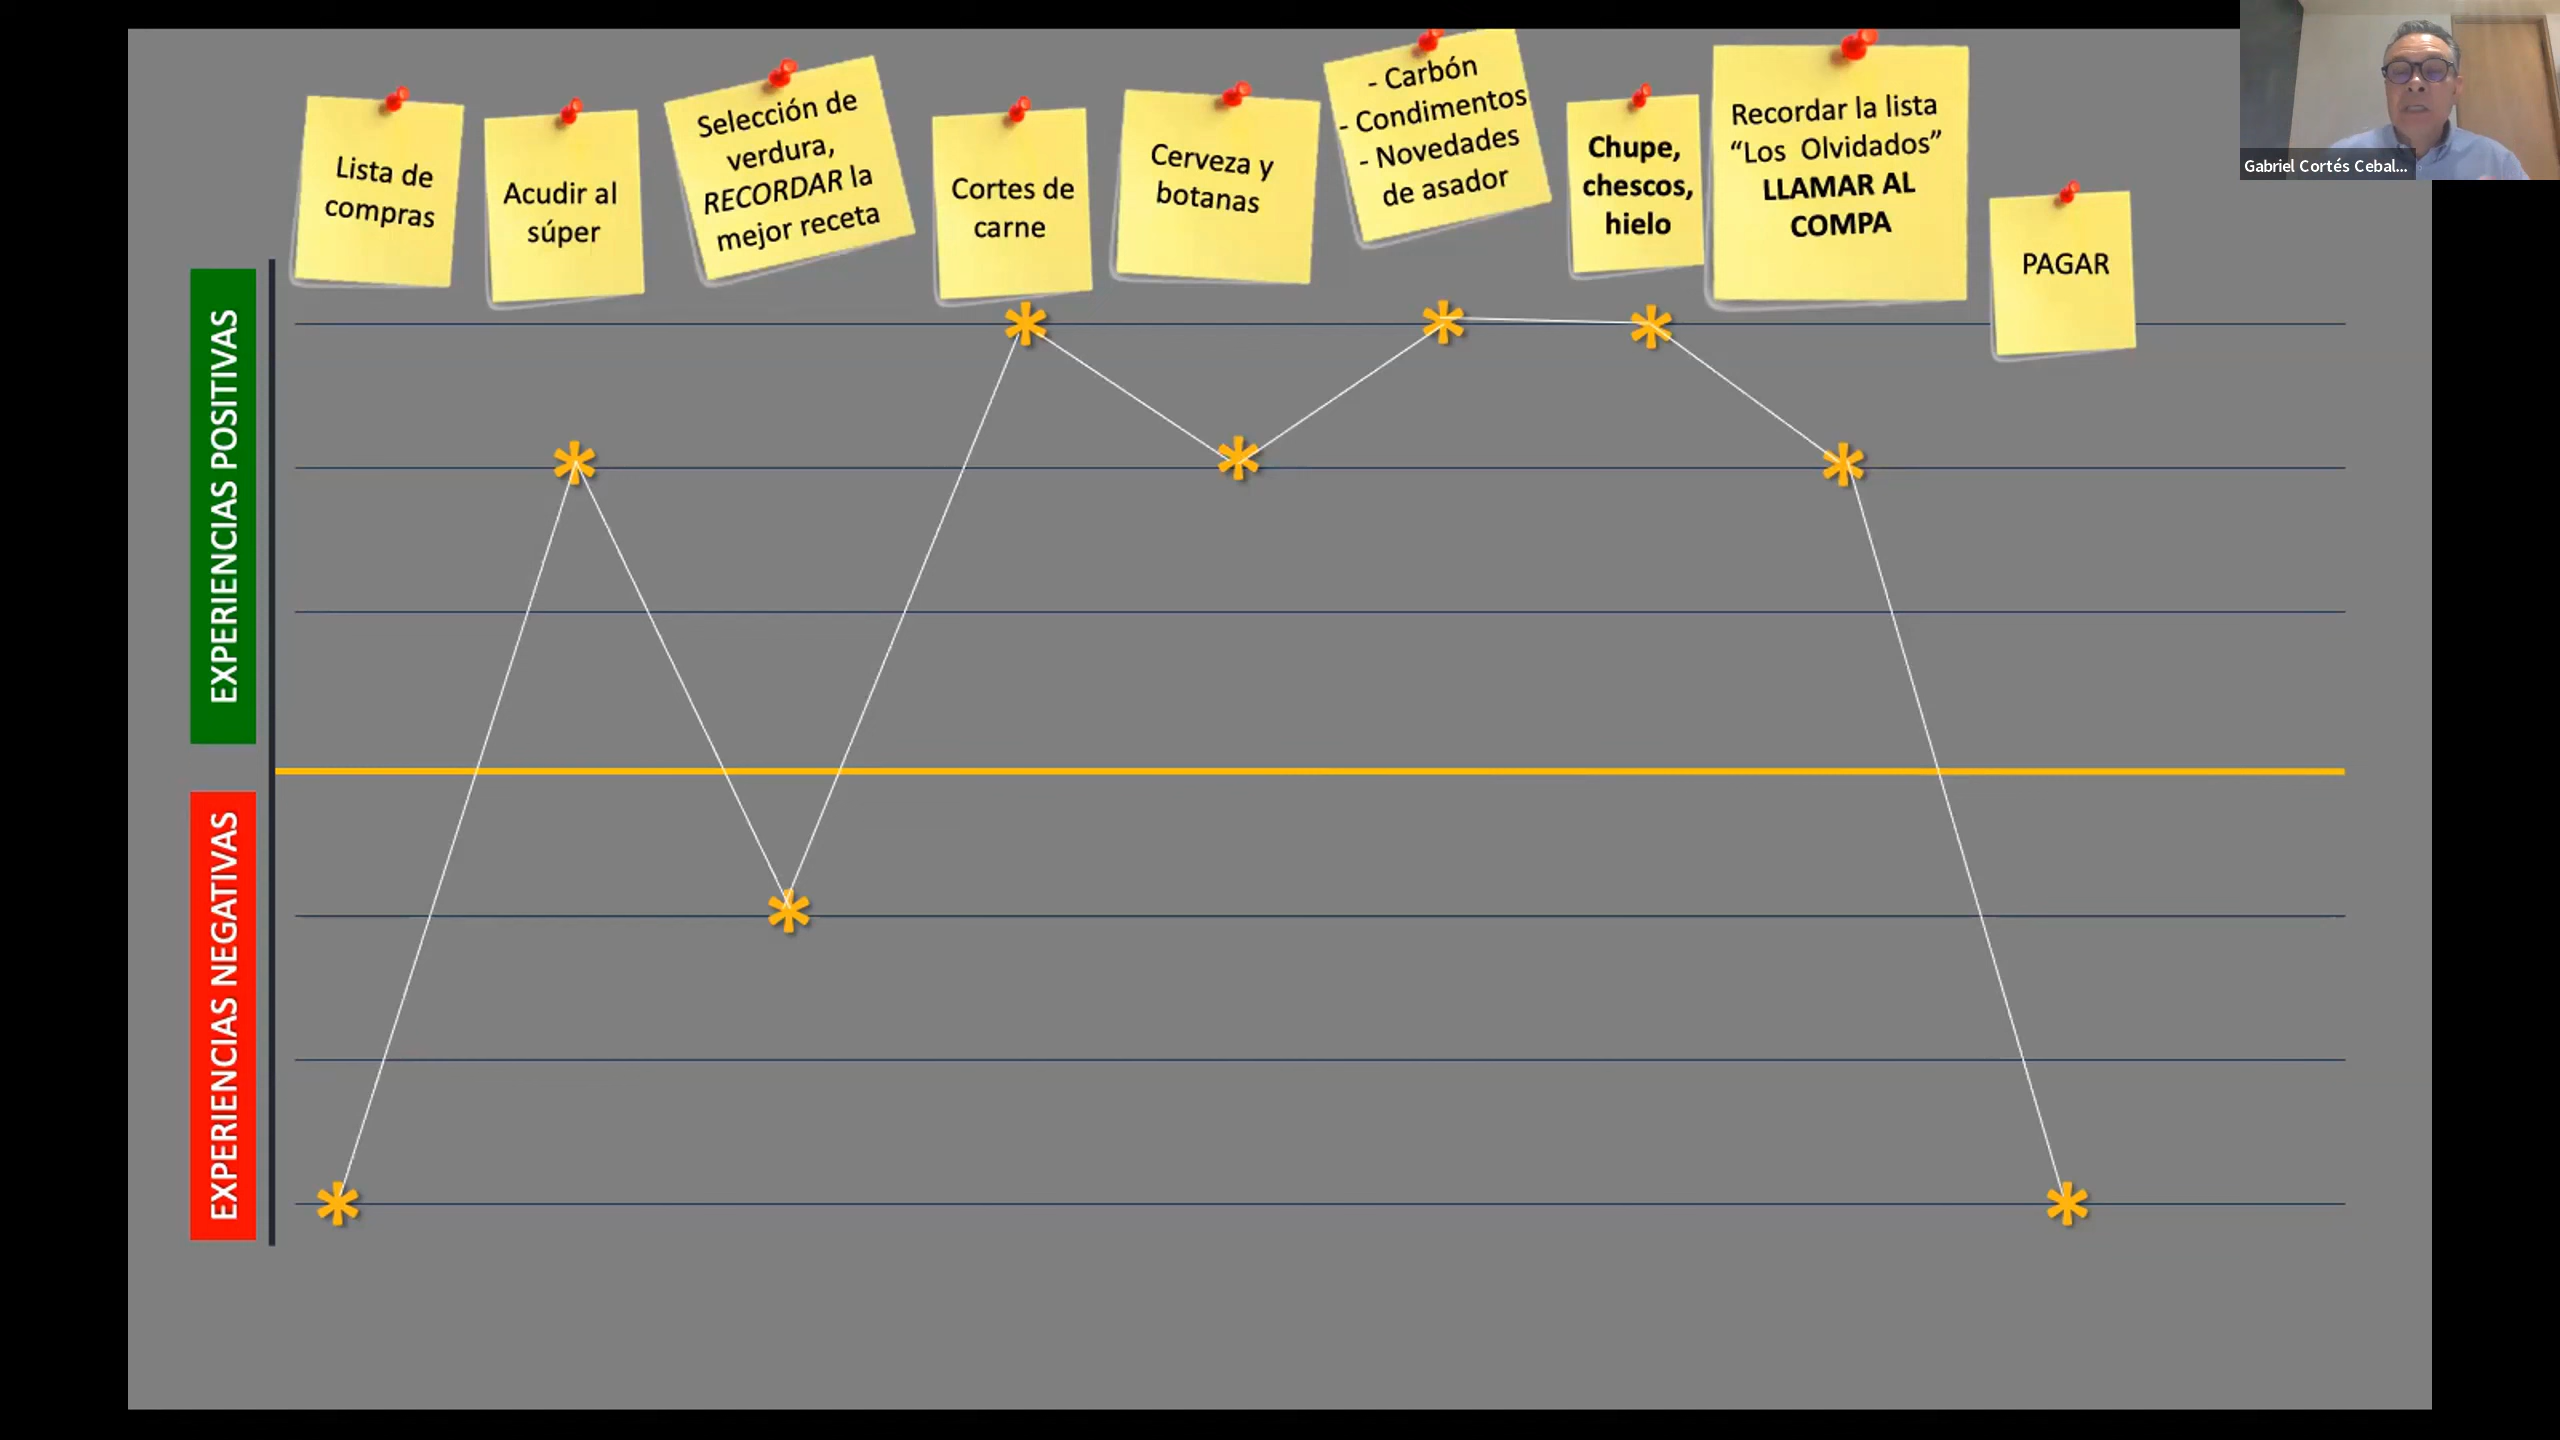 Lista de
compras
Acudir al
súper
Selección de
verdura,
RECORDAR la
mejor receta
Cortes de
carne
Cerveza y
botanas
- Carbón
- Condimentos
- Novedades
de asador
Chupe,
chescos,
hielo
Recordar la lista
“Los Olvidados”
LLAMAR AL
COMPA
PAGAR
Gabriel Cortés Cebal...
EXPERIENCIAS POSITIVAS
EXPERIENCIAS NEGATIVAS